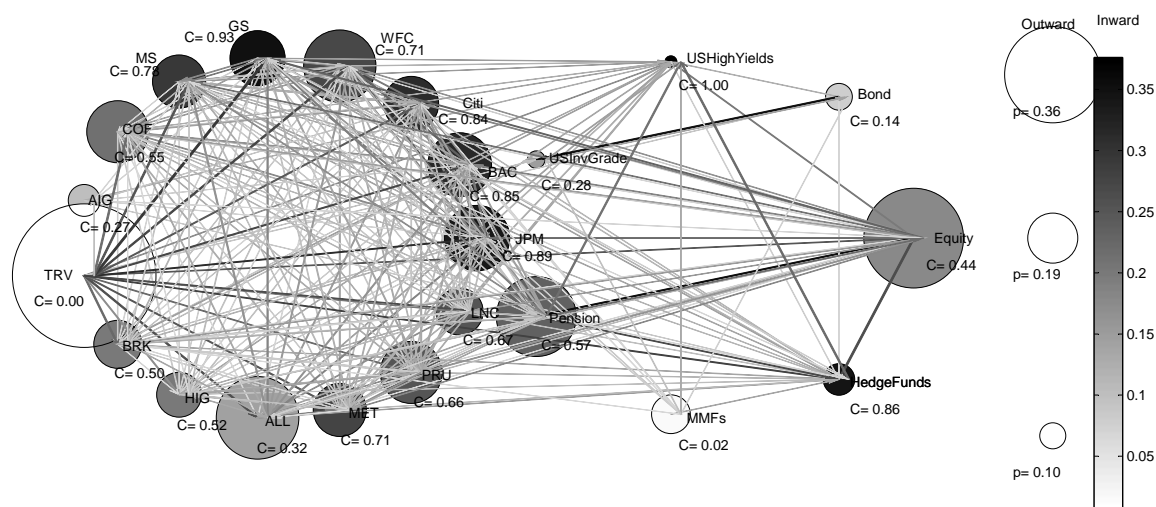 GS
C= 0.93
WFC
C= 0.71
MS
C= 0.78
Citi
C= 0.84
COF
C= 0.55
BAC
C= 0.85
AIG
C= 0.27
JPM
C= 0.89
TRV
C= 0.00
LNC
C= 0.67
Pension
C= 0.57
BRK
C= 0.50
PRU
C= 0.66
HIG
C= 0.52
ALL
C= 0.32
MET
C= 0.71
USHighYields
C= 1.00
Bond
C= 0.14
USInvGrade
C= 0.28
Equity
C= 0.44
HedgeFunds
C= 0.86
MMFs
C= 0.02
Outward
p= 0.36
p= 0.19
p= 0.10
Inward
0.35
0.3
0.25
0.2
0.15
0.1
0.05